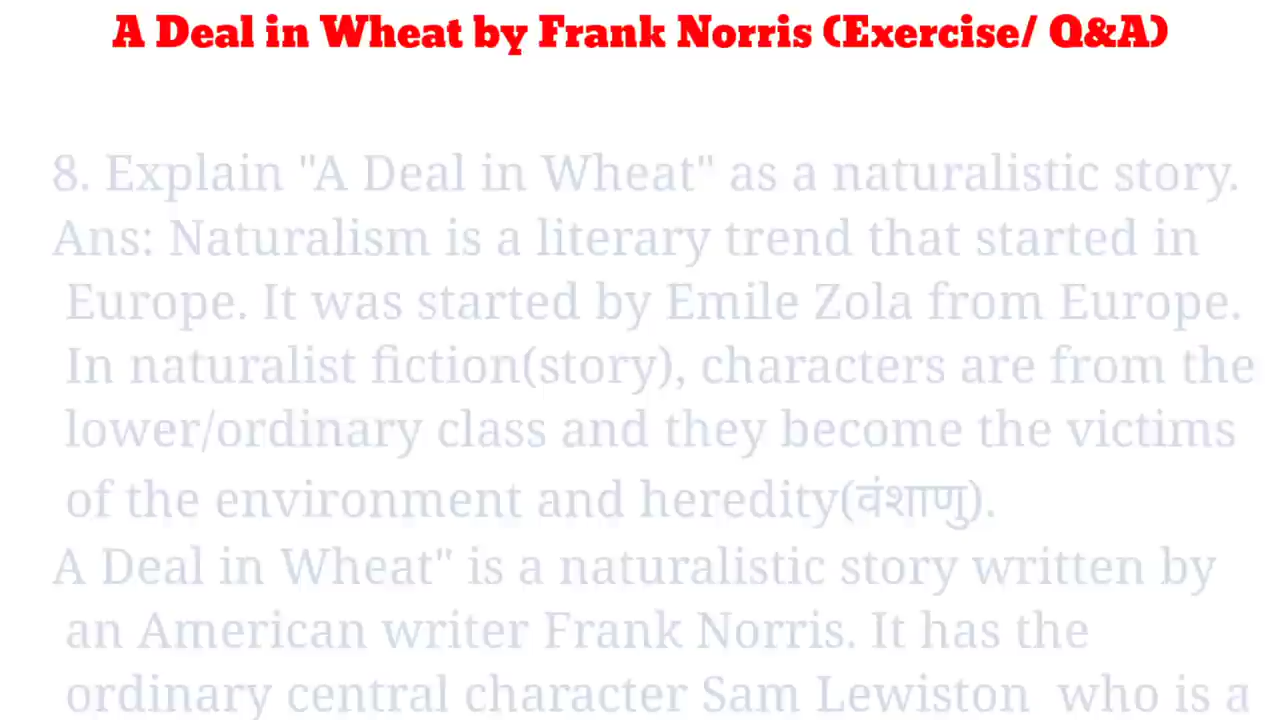 A Deal in Wheat by Frank Norris (Exercise/ Q&A)
8. Explain "A Deal in Wheat" as a naturalistic story.
Ans: Naturalism is a literary trend that started in
Europe. It was started by Emile Zola from Europe.
In naturalist fiction(story), characters are from the
lower/ordinary class and they become the victims
of the environment and heredity(वंशाणु).
A Deal in Wheat" is a naturalistic story written by
an American writer Frank Norris. It has the
ordinary central character Sam Lewiston who is a